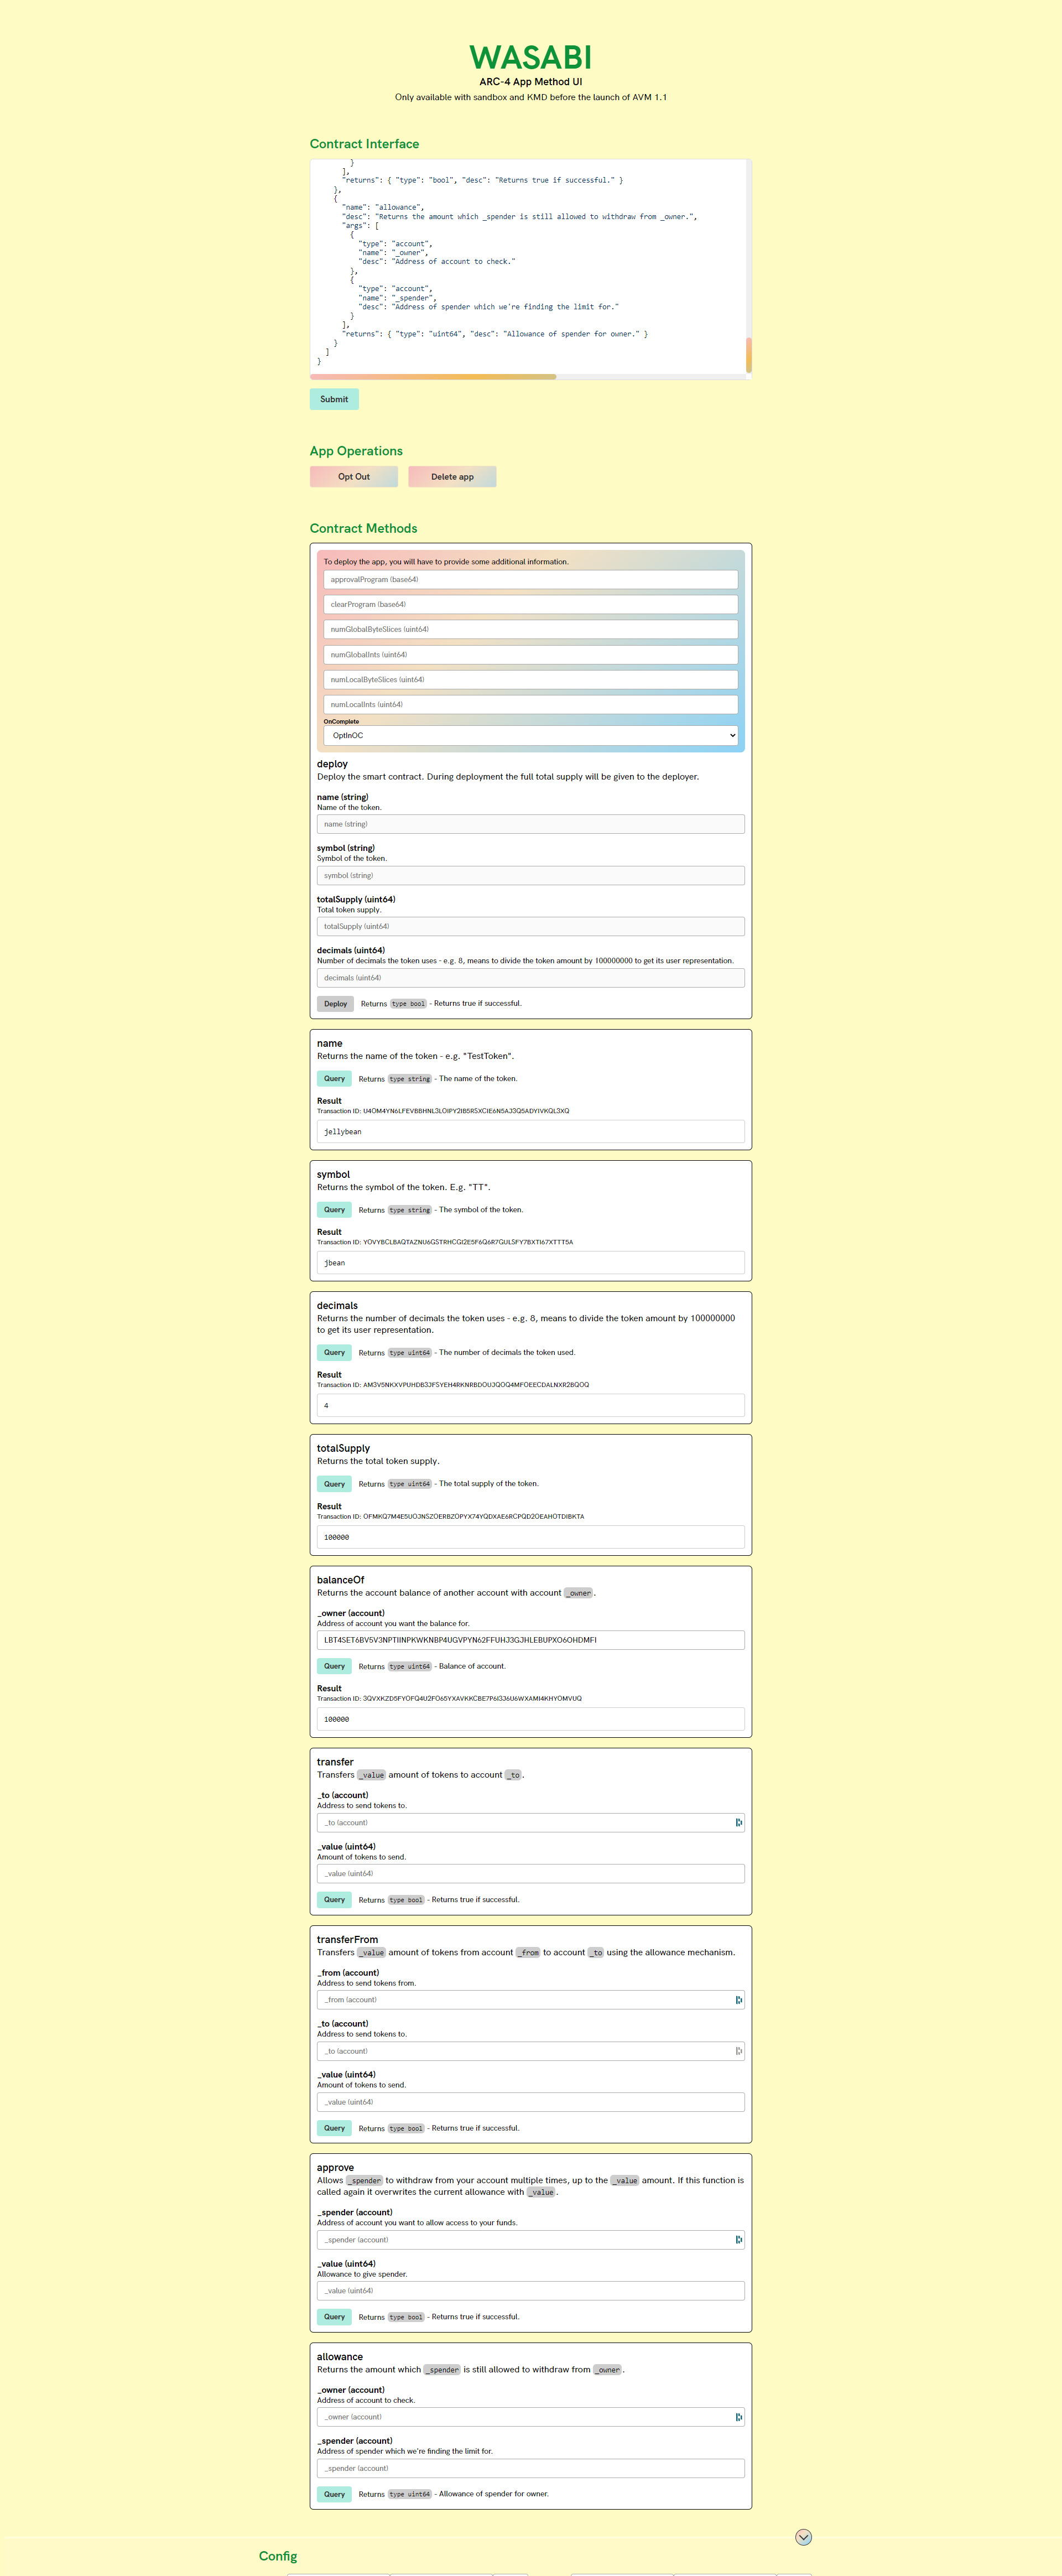 WASABI
ARC-4 App Method UI
Only available with sandbox and KMD before the launch of AVM 1.1
Contract Interface
}
],
"returns": { "type": "bool", "desc": "Returns true if successful." }
},
{
"name": "allowance",
"desc": "Returns the amount which _spender is still allowed to withdraw from _owner.",
"args": [
{
"type": "account",
"name": "_owner",
"desc": "Address of account to check."
},
{
"type": "account",
"name": "_spender",
"desc": "Address of spender which we're finding the limit for."
}
],
"returns": { "type": "uint64", "desc": "Allowance of spender for owner." }
}
]
}
Submit
App Operations
Opt Out Delete app
Contract Methods
To deploy the app, you will have to provide some additional information.
approvalProgram (base64)
clearProgram (base64)
numGlobalByteSlices (uint64)
numGlobalInts (uint64)
numLocalByteSlices (uint64)
numLocalInts (uint64)
OnComplete
OptInOC
deploy
Deploy the smart contract. During deployment the full total supply will be given to the deployer.
name (string)
Name of the token.
name (string)
symbol (string)
Symbol of the token.
symbol (string)
totalSupply (uint64)
Total token supply.
totalSupply (uint64)
decimals (uint64)
Number of decimals the token uses - e.g. 8, means to divide the token amount by 100000000 to get its user representation.
decimals (uint64)
Deploy Returns type bool - Returns true if successful.
name
Returns the name of the token - e.g. "TestToken".
Query Returns type string - The name of the token.
Result
Transaction ID:
jellybean
symbol
Returns the symbol of the token. E.g. "TT".
Query Returns type string - The symbol of the token.
Result
Transaction ID:
jbean
decimals
Returns the number of decimals the token uses - e.g. 8, means to divide the token amount by 100000000
to get its user representation.
Query Returns type uint64 - The number of decimals the token used.
Result
Transaction ID:
4
totalSupply
Returns the total token supply.
Query Returns type uint64 - The total supply of the token.
Result
Transaction ID:
100000
balanceOf
Returns the account balance of another account with account _owner.
_owner (account)
Address of account you want the balance for.
Query Returns type uint64 - Balance of account.
Result
Transaction ID:
100000
transfer
Transfers _value amount of tokens to account _to.
_to (account)
Address to send tokens to.
_to (account)
_value (uint64)
Amount of tokens to send.
_value (uint64)
Query Returns type bool - Returns true if successful.
transferFrom
Transfers _value amount of tokens from account _from to account _to using the allowance mechanism.
_from (account)
Address to send tokens from.
_from (account)
_to (account)
Address to send tokens to.
_to (account)
_value (uint64)
Amount of tokens to send.
_value (uint64)
Query Returns type bool - Returns true if successful.
approve
Allows _spender to withdraw from your account multiple times, up to the _value amount. If this function is
called again it overwrites the current allowance with _value.
_spender (account)
Address of account you want to allow access to your funds.
_spender (account)
_value (uint64)
Allowance to give spender.
_value (uint64)
Query Returns type bool - Returns true if successful.
allowance
Returns the amount which _spender is still allowed to withdraw from _owner.
_owner (account)
Address of account to check.
_owner (account)
_spender (account)
Address of spender which we're finding the limit for.
_spender (account)
Query Returns type uint64 - Allowance of spender for owner.
Config